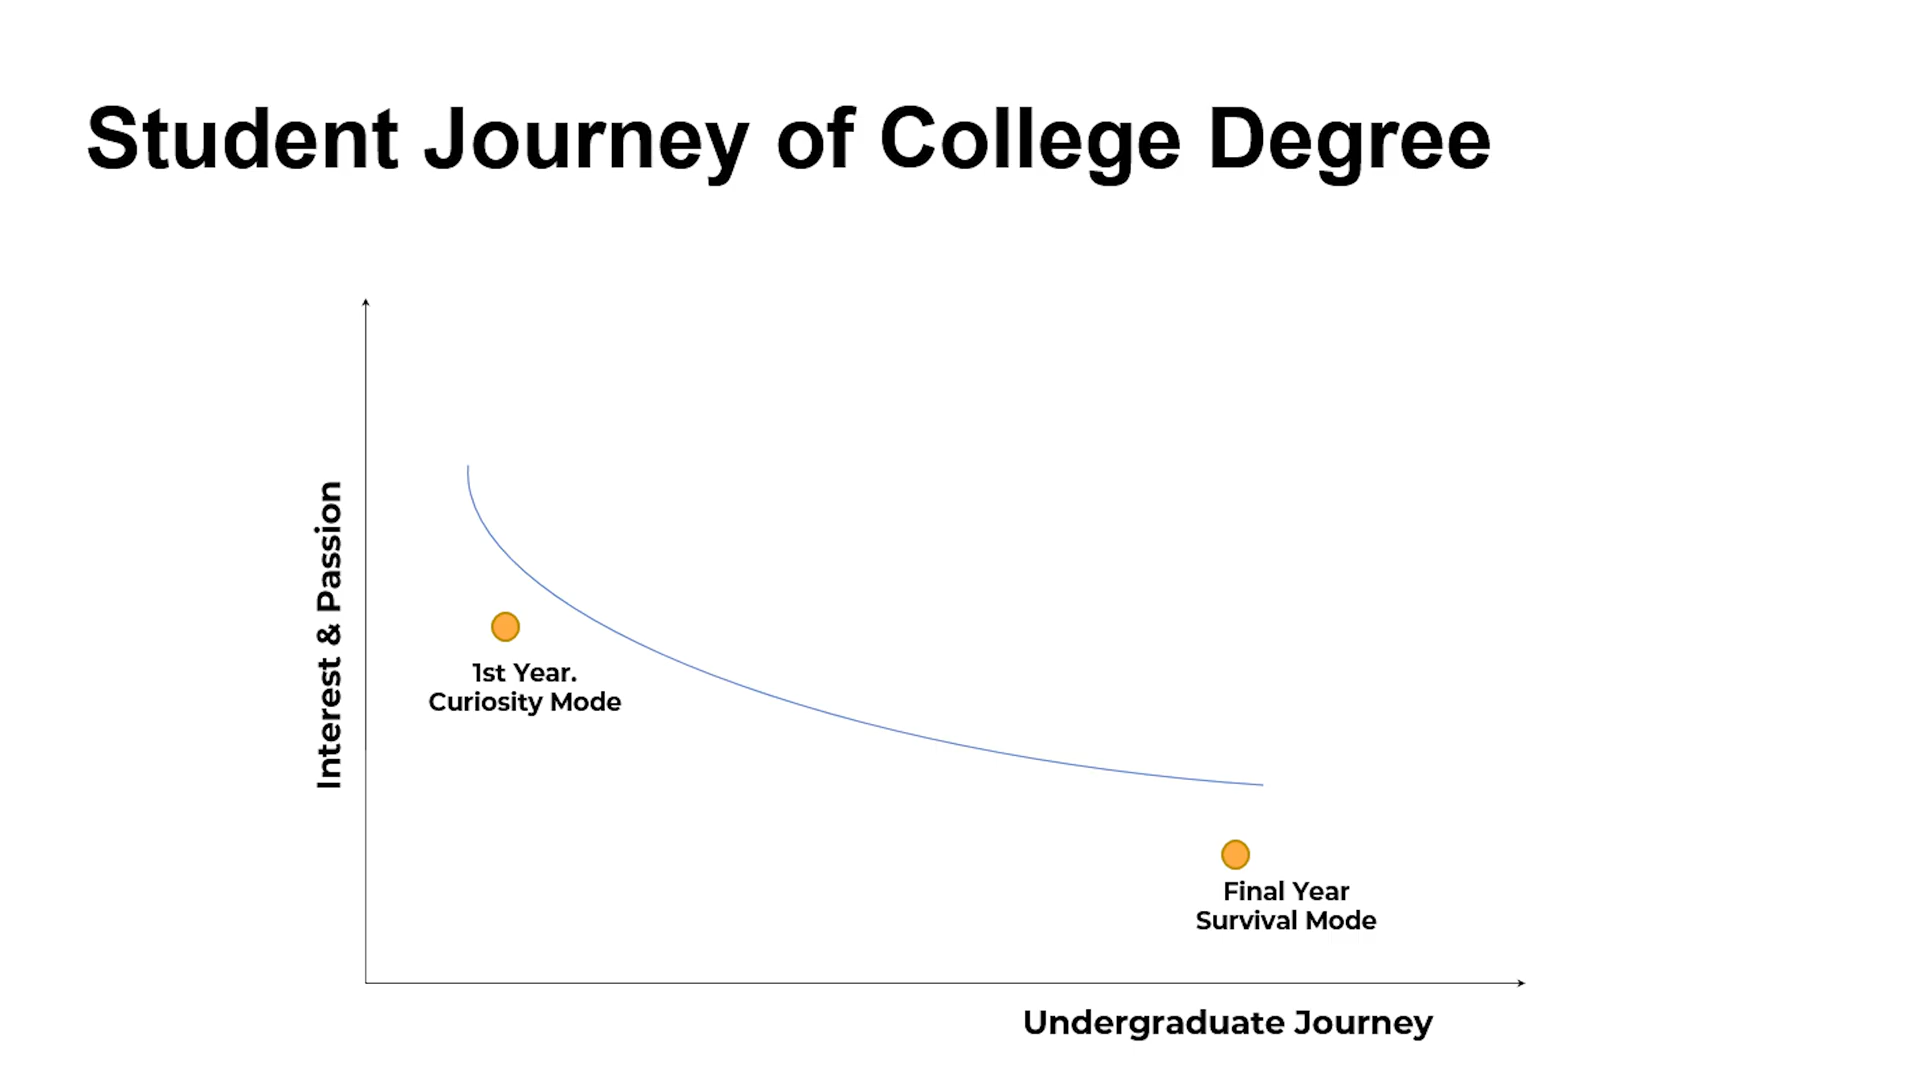 Student Journey of College Degree
Interest & Passion
1st Year.
Curiosity Mode
Final Year
Survival Mode
Undergraduate Journey